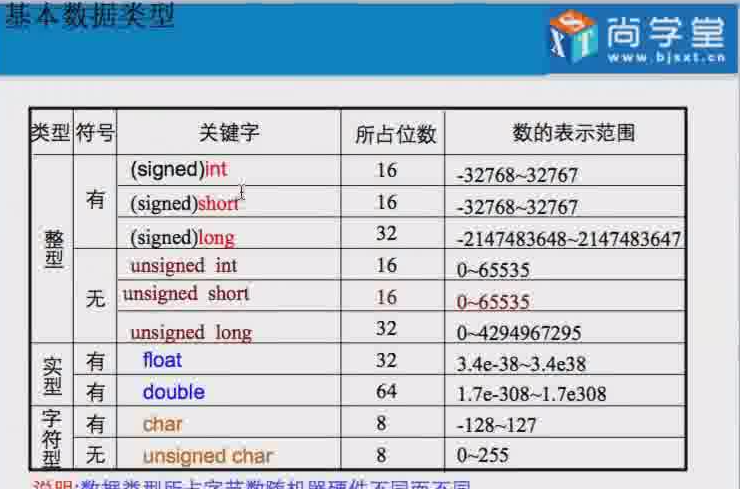 基本数据类型
尚学堂
www.bjsxt.cn
类型 符号 关键字 所占位数 数的表示范围
整型 有 (signed)int 16 -32768~32767
(signed)short 16 -32768~32767
(signed)long 32 -2147483648~2147483647
无 unsigned int 16 0~65535
unsigned short 16 0~65535
unsigned long 32 0~4294967295
实型 有 float 32 3.4e-38~3.4e38
有 double 64 1.7e-308~1.7e308
字符型 有 char 8 -128~127
无 unsigned char 8 0~255
说明:数据类型所占字节数随机器硬件不同而不同